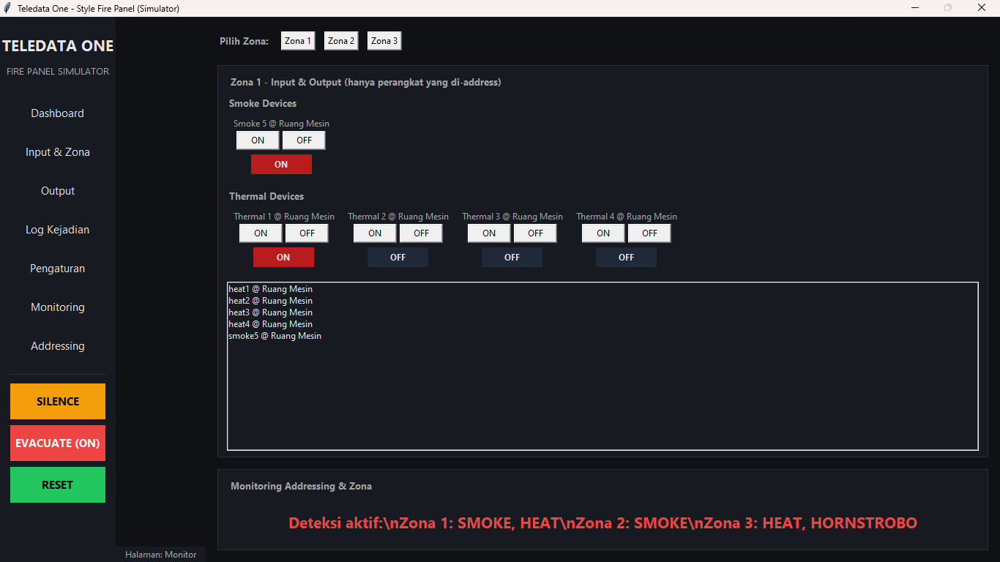 Teledata One - Style Fire Panel (Simulator)
TELEDATA ONE
FIRE PANEL SIMULATOR
Dashboard
Input & Zona
Output
Log Kejadian
Pengaturan
Monitoring
Addressing
SILENCE
EVACUATE (ON)
RESET
Pilih Zona: Zona 1 Zona 2 Zona 3
Zona 1 - Input & Output (hanya perangkat yang di-address)
Smoke Devices
Smoke 5 @ Ruang Mesin
ON OFF
ON
Thermal Devices
Thermal 1 @ Ruang Mesin Thermal 2 @ Ruang Mesin Thermal 3 @ Ruang Mesin Thermal 4 @ Ruang Mesin
ON OFF ON OFF ON OFF ON OFF
ON OFF OFF OFF
heat1 @ Ruang Mesin
heat2 @ Ruang Mesin
heat3 @ Ruang Mesin
heat4 @ Ruang Mesin
smoke5 @ Ruang Mesin
Monitoring Addressing & Zona
Deteksi aktif:\nZona 1: SMOKE, HEAT\nZona 2: SMOKE\nZona 3: HEAT, HORNSTROBO
Halaman: Monitor